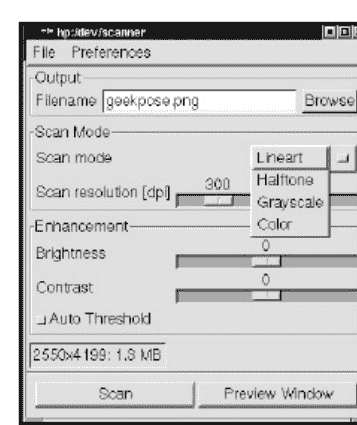 hp:/dev/scanner
File Preferences
Output
Filename geekpose.png Browse
Scan Mode
Scan mode Lineart
Halftone
Scan resolution [dpi] 300
Grayscale
Color
Enhancement
Brightness 0
Contrast 0
Auto Threshold
2550x4199: 1.3 MB
Scan Preview Window